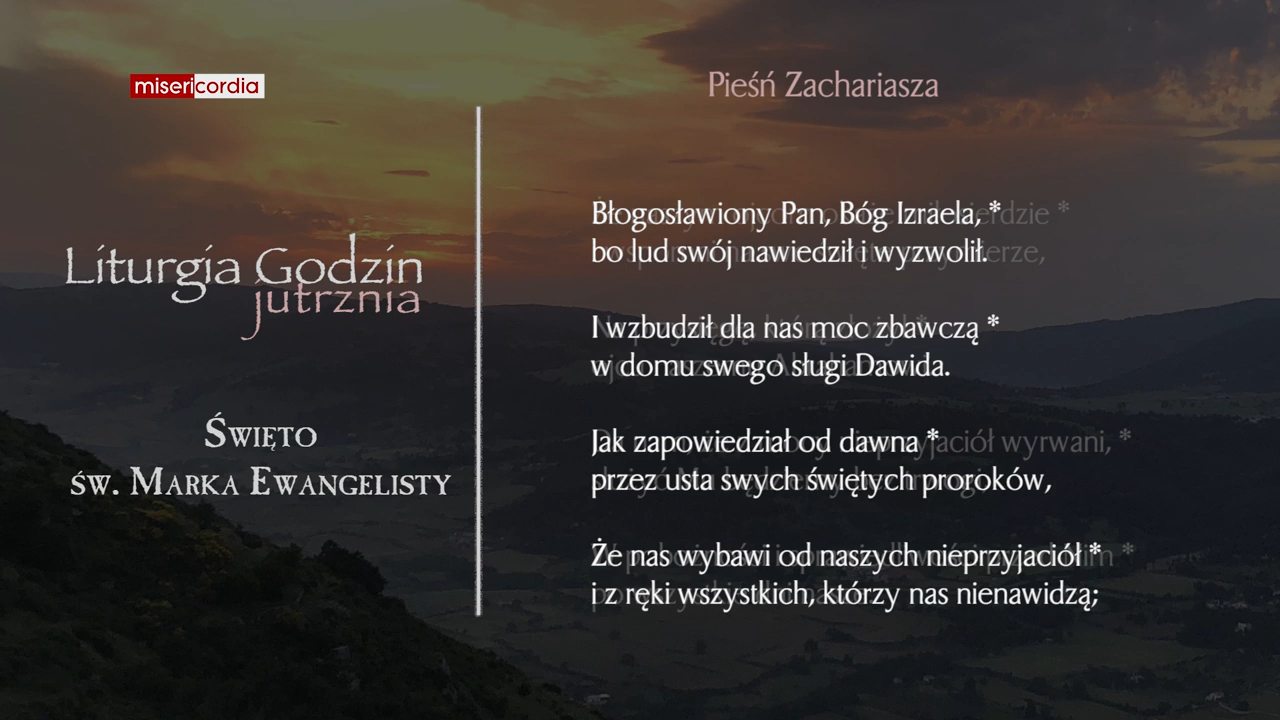 misericordia
Pieśń Zachariasza
Liturgia Godzin
jutrznia
Święto
św. Marka Ewangelisty
Błogosławiony Pan, Bóg Izraela, *
bo lud swój nawiedził i wyzwolił.
I wzbudził dla nas moc zbawczą *
w domu swego sługi Dawida.
Jak zapowiedział od dawna *
przez usta swych świętych proroków,
Że nas wybawi od naszych nieprzyjaciół *
i z ręki wszystkich, którzy nas nienawidzą;